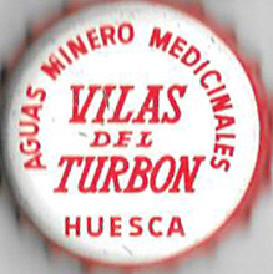 AGUAS MINERO MEDICINALES
VILAS
DEL
TURBON
HUESCA